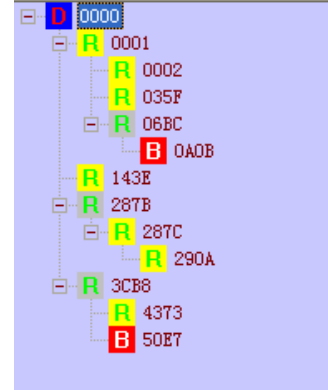 D 0000
R 0001
R 0002
R 035F
R 06BC
B 0A0B
R 143E
R 287B
R 287C
R 290A
R 3CB8
R 4373
B 50E7